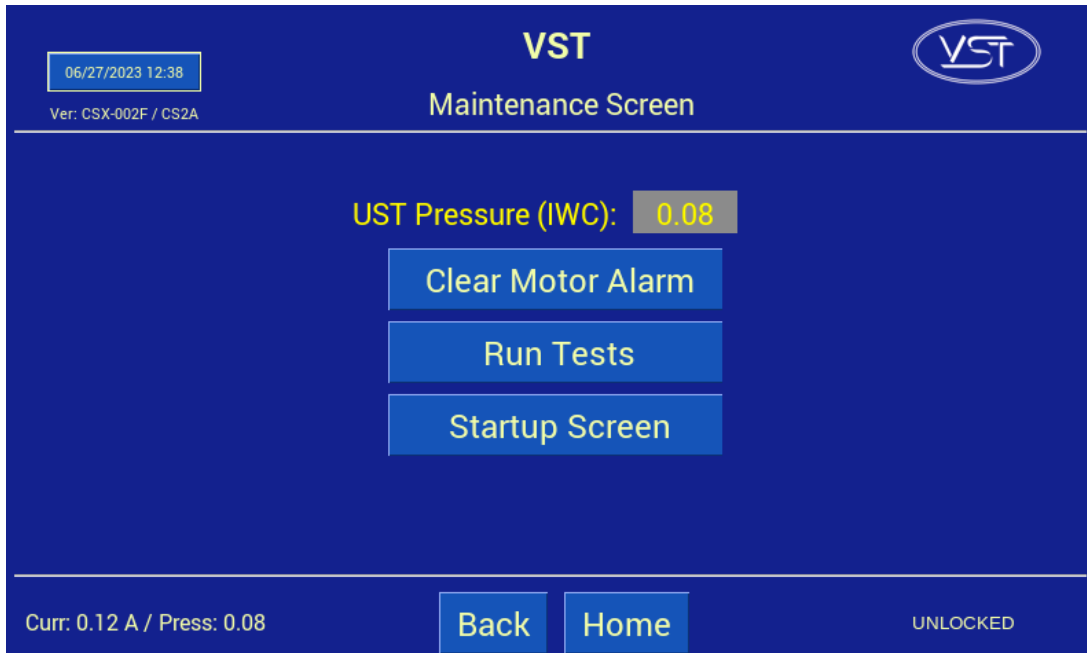 VST
VST
06/27/2023 12:38
Ver: CSX-002F / CS2A
Maintenance Screen
UST Pressure (IWC): 0.08
Clear Motor Alarm
Run Tests
Startup Screen
Curr: 0.12 A / Press: 0.08
Back
Home
UNLOCKED